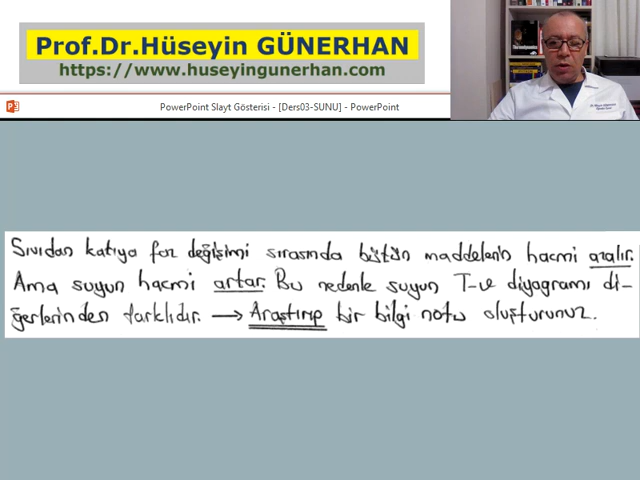 Prof.Dr.Hüseyin GÜNERHAN
https://www.huseyingunerhan.com
PowerPoint Slayt Gösterisi - [Ders03-SUNU] - PowerPoint
Sıvıdan katıya faz değişimi sırasında bütün maddelerin hacmi azalır.
Ama suyun hacmi artar. Bu nedenle suyun T-v diyagramı di-
ğerlerinden farklıdır. → Araştırıp bir bilgi notu oluşturunuz.